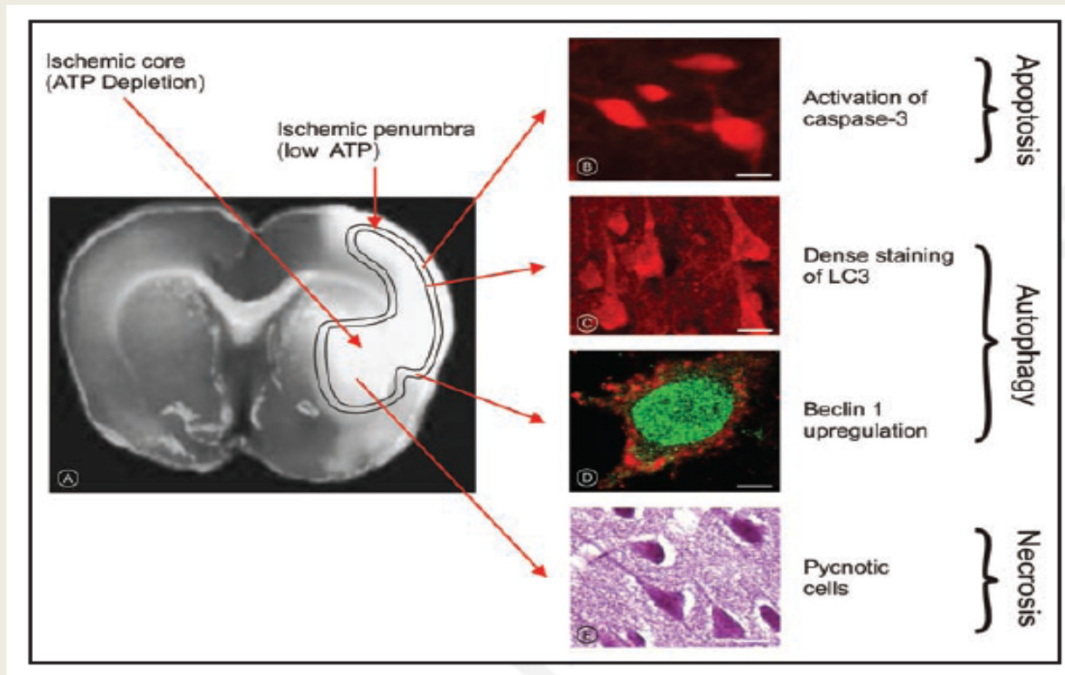 Ischemic core
(ATP Depletion)
Ischemic penumbra
(low ATP)
A
B
Activation of
caspase-3
Apoptosis
C
Dense staining
of LC3
D
Beclin 1
upregulation
Autophagy
E
Pycnotic
cells
Necrosis